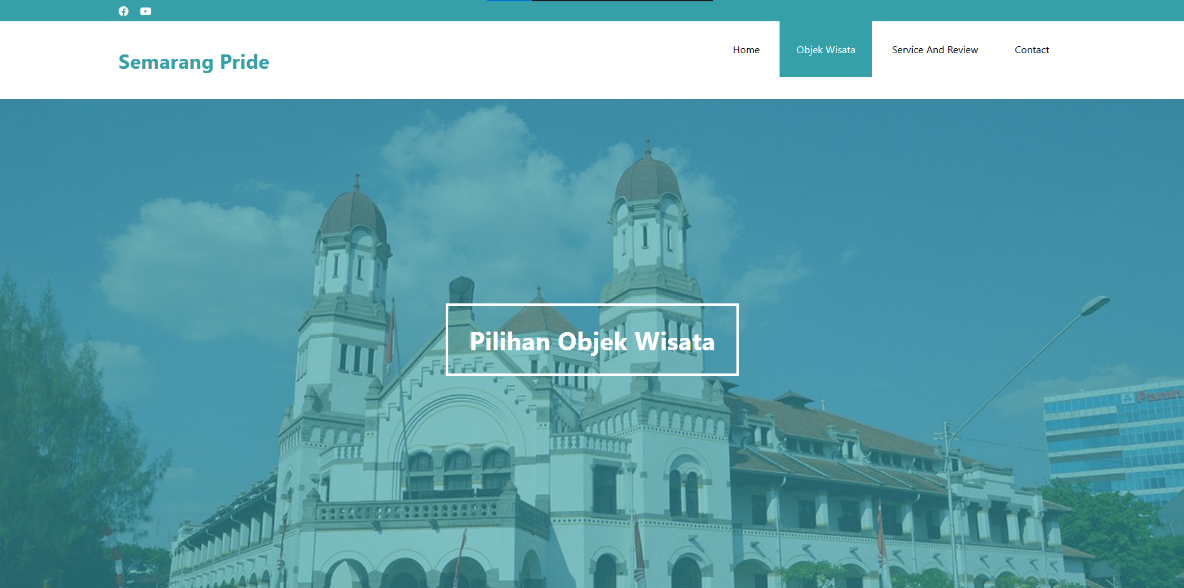 Semarang Pride
Home
Objek Wisata
Service And Review
Contact
Pilihan Objek Wisata